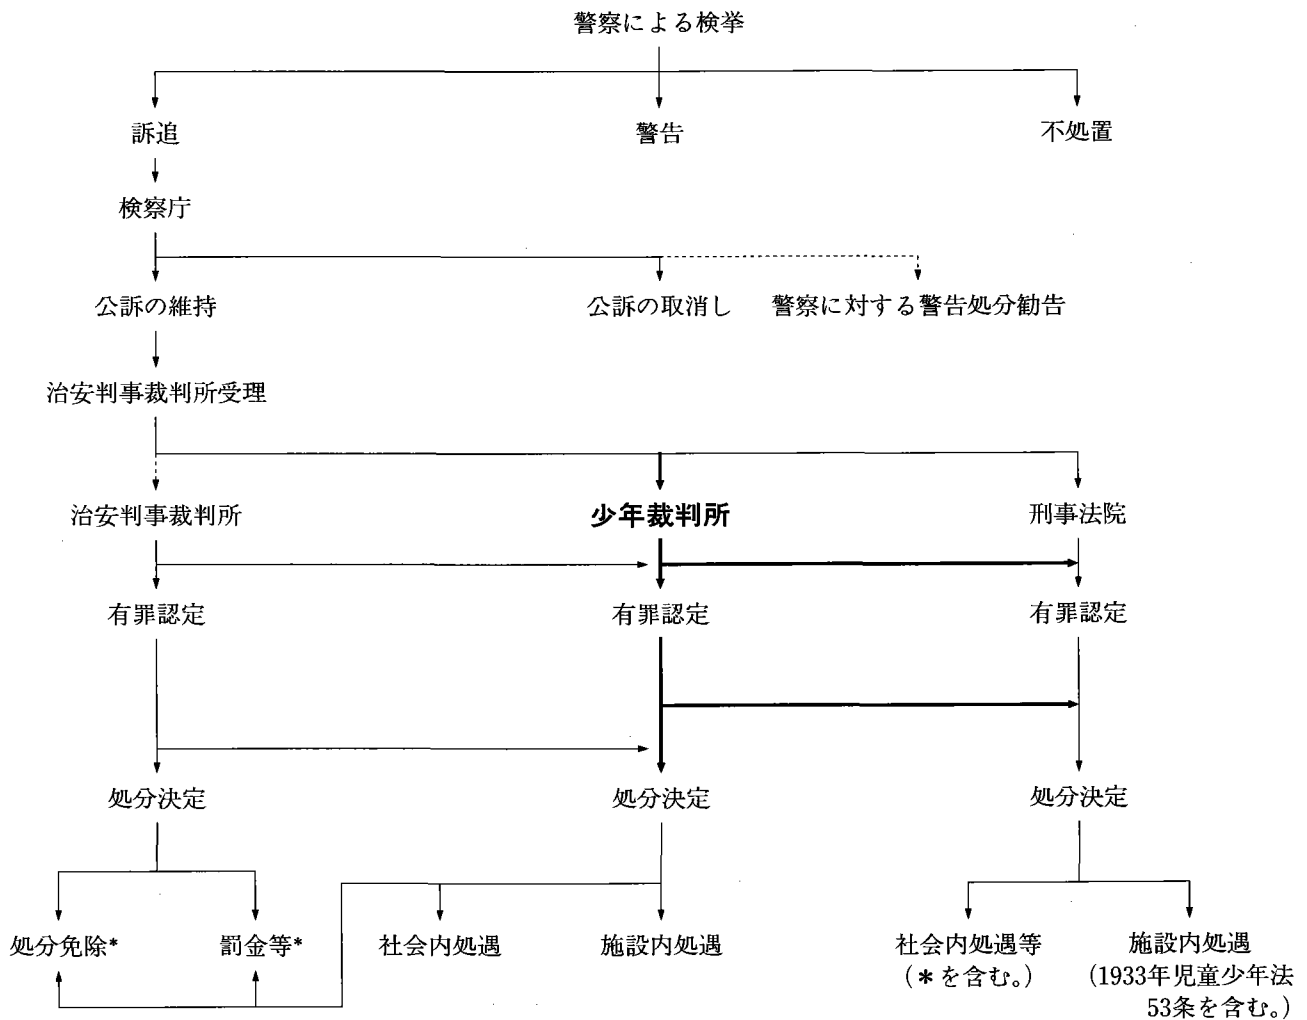 警察による検挙
訴追
警告
不処置
検察庁
公訴の維持
公訴の取消し
警察に対する警告処分勧告
治安判事裁判所受理
治安判事裁判所
少年裁判所
刑事法院
有罪認定
有罪認定
有罪認定
処分決定
処分決定
処分決定
処分免除*
罰金等*
社会内処遇
施設内処遇
社会内処遇等
(*を含む。)
施設内処遇
(1933年児童少年法
53条を含む。)